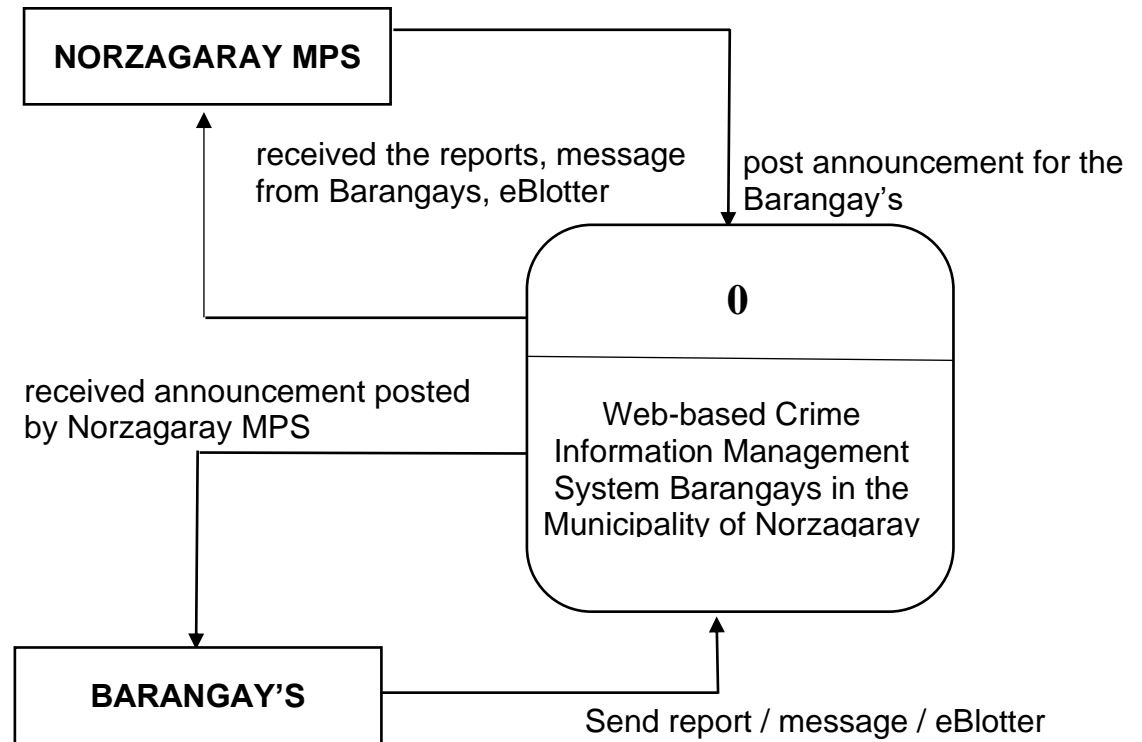 NORZAGARAY MPS
received the reports, message
from Barangays, eBlotter
post announcement for the
Barangay’s
0
received announcement posted
by Norzagaray MPS
Web-based Crime
Information Management
System Barangays in the
Municipality of Norzagaray
BARANGAY’S
Send report / message / eBlotter